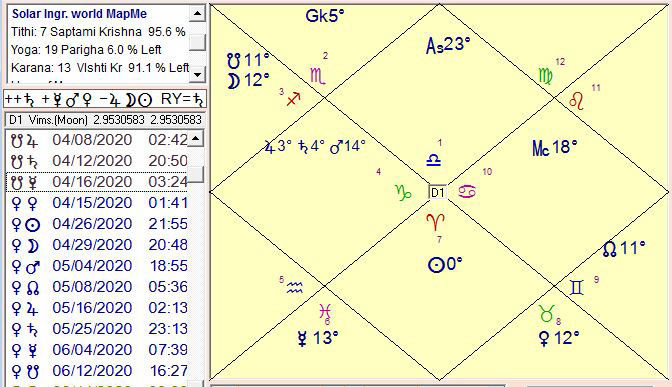 Solar Ingr. world MapMe
Tithi: 7 Saptami Krishna 95.6 %
Yoga: 19 Parigha 6.0 % Left
Karana: 13 VIshti Kr 91.1 % Left
++♄ +☿♂♀ −♃☽☉ RY=♄
D1 Vims.(Moon) 2.9530583 2.9530583
☋♃ 04/08/2020 02:42
☋♄ 04/12/2020 20:50
☋☿ 04/16/2020 03:24
♀♀ 04/15/2020 01:41
♀☉ 04/26/2020 21:55
♀☽ 04/29/2020 20:48
♀♂ 05/04/2020 18:55
♀☊ 05/08/2020 05:36
♀♃ 05/16/2020 02:13
♀♄ 05/25/2020 23:13
♀☿ 06/04/2020 07:39
♀☋ 06/12/2020 16:27
Gk5°
As23°
☋11°
☽12°
2
♏
3
♐
12
♍
11
♌
♃3° ♄4° ♂14°
1
♎
Mc18°
4
♑
D1
10
♋
♈
7
☉0°
☊11°
5
♒
9
♊
♓
6
☿13°
♉
8
♀12°